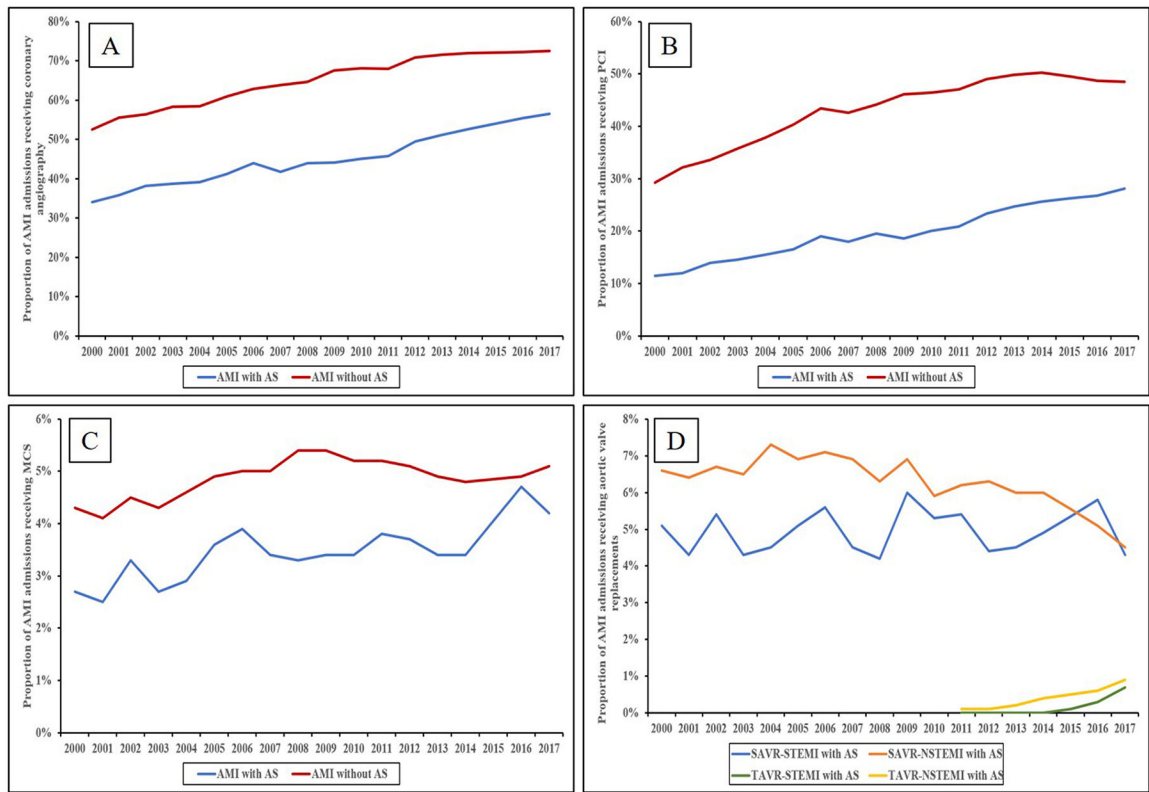 A
Proportion of AMI admissions receiving coronary
angiography
80%
70%
60%
50%
40%
30%
20%
10%
0%
2000 2001 2002 2003 2004 2005 2006 2007 2008 2009 2010 2011 2012 2013 2014 2015 2016 2017
AMI with AS AMI without AS
B
Proportion of AMI admissions receiving PCI
60%
50%
40%
30%
20%
10%
0%
2000 2001 2002 2003 2004 2005 2006 2007 2008 2009 2010 2011 2012 2013 2014 2015 2016 2017
AMI with AS AMI without AS
C
Proportion of AMI admissions receiving MCS
6%
5%
4%
3%
2%
1%
0%
2000 2001 2002 2003 2004 2005 2006 2007 2008 2009 2010 2011 2012 2013 2014 2015 2016 2017
AMI with AS AMI without AS
D
Proportion of AMI admissions receiving aortic valve
replacements
8%
7%
6%
5%
4%
3%
2%
1%
0%
2000 2001 2002 2003 2004 2005 2006 2007 2008 2009 2010 2011 2012 2013 2014 2015 2016 2017
SAVR-STEMI with AS SAVR-NSTEMI with AS
TAVR-STEMI with AS TAVR-NSTEMI with AS